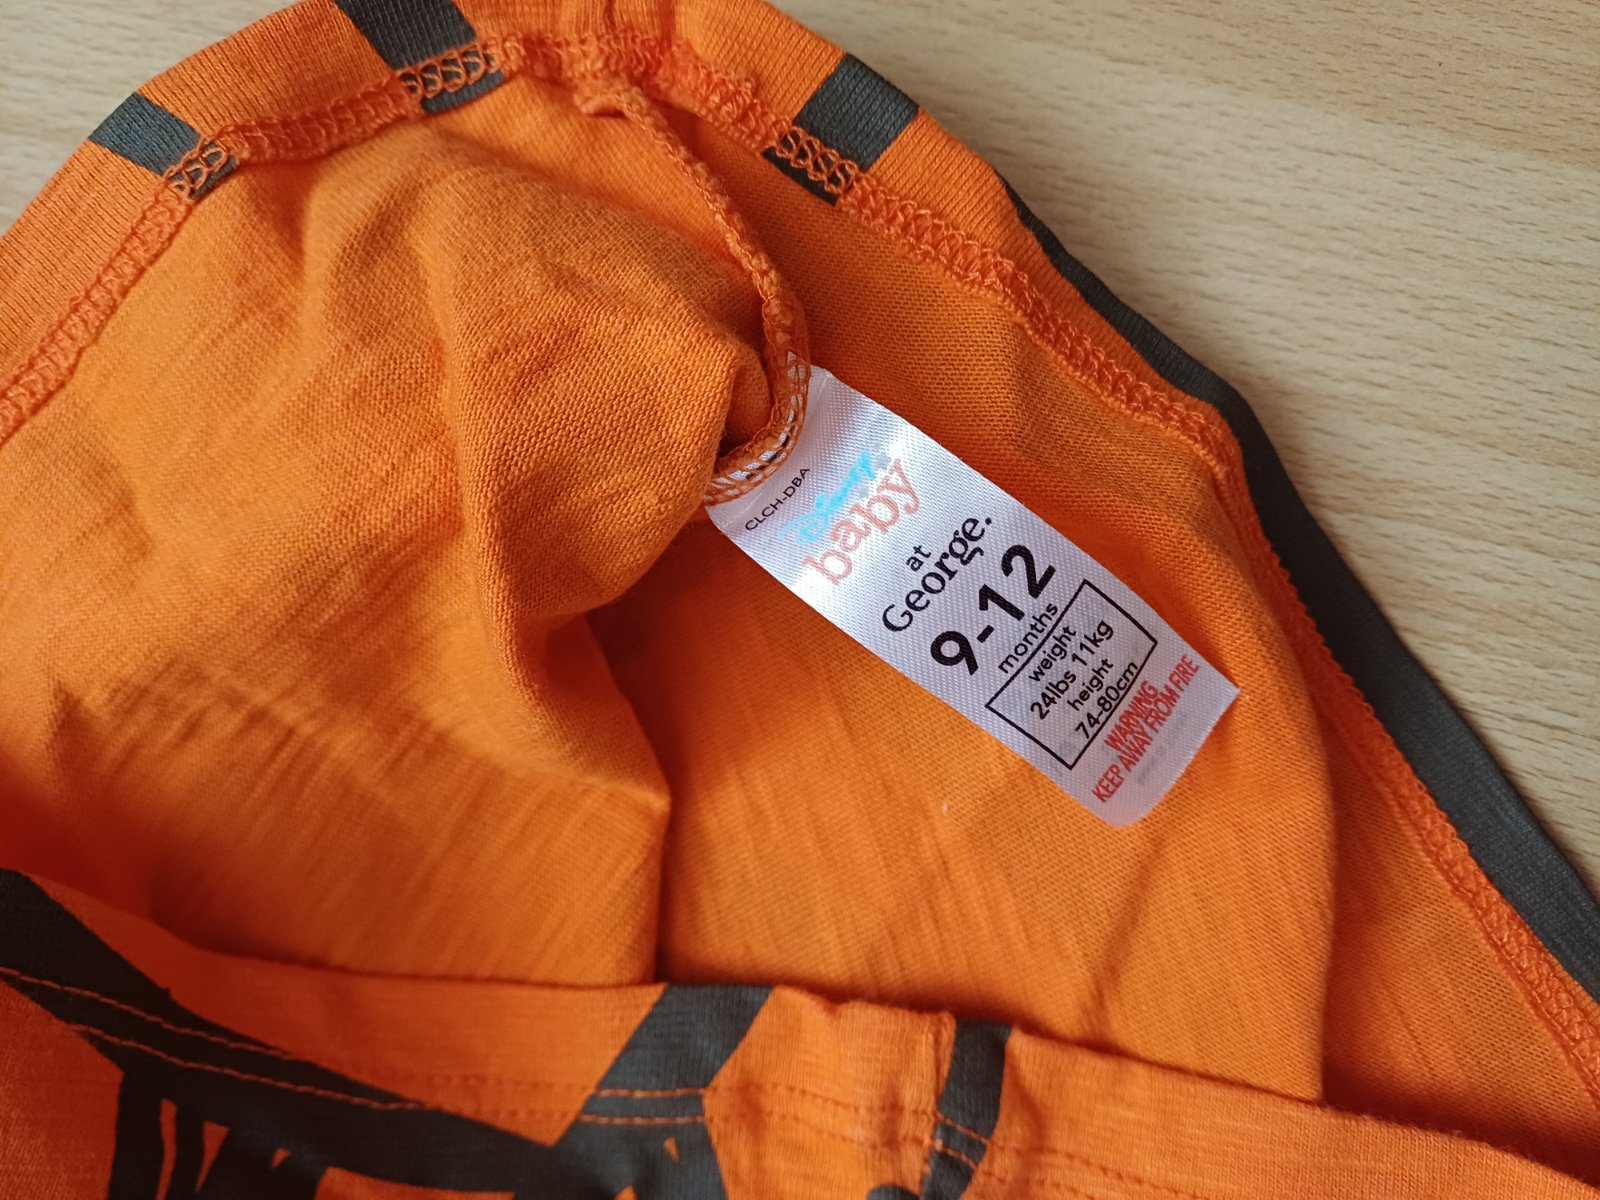 CLCH-DBA
Disney
baby
at
George.
9-12
months
weight
24lbs 11kg
height
74-80cm
WARNING
KEEP AWAY FROM FIRE